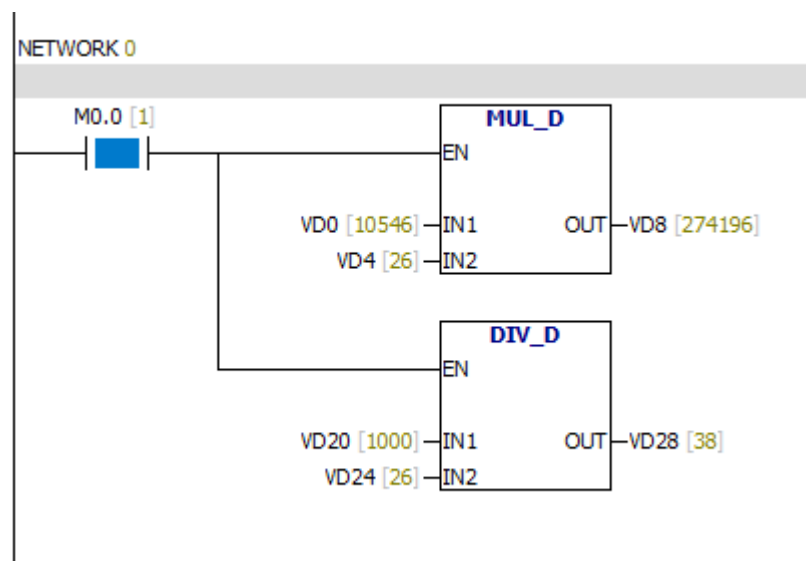 NETWORK 0
M0.0 [1]
MUL_D
EN
VD0 [10546] IN1 OUT VD8 [274196]
VD4 [26] IN2
DIV_D
EN
VD20 [1000] IN1 OUT VD28 [38]
VD24 [26] IN2